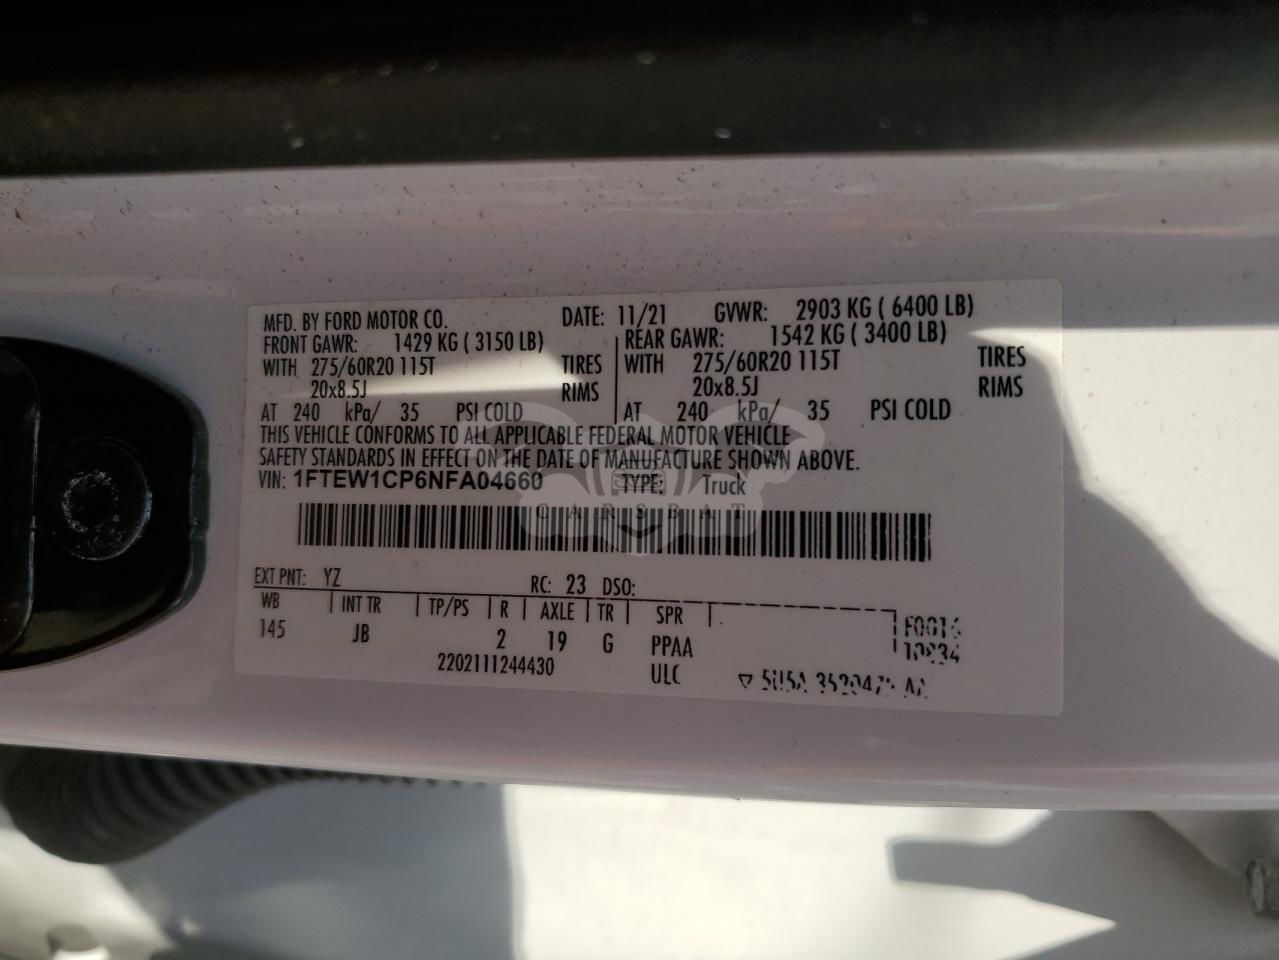 MFD. BY FORD MOTOR CO. DATE: 11/21 GVWR: 2903 KG ( 6400 LB)
FRONT GAWR: 1429 KG ( 3150 LB) REAR GAWR: 1542 KG ( 3400 LB)
WITH 275/60R20 115T TIRES WITH 275/60R20 115T TIRES
20x8.5J RIMS 20x8.5J RIMS
AT 240 kPa/ 35 PSI COLD AT 240 kPa/ 35 PSI COLD
THIS VEHICLE CONFORMS TO ALL APPLICABLE FEDERAL MOTOR VEHICLE
SAFETY STANDARDS IN EFFECT ON THE DATE OF MANUFACTURE SHOWN ABOVE.
VIN: 1FTEW1CP6NFA04660 TYPE: Truck
CARSBAT
EXT PNT: YZ RC: 23 DSO:
WB INT TR TP/PS R AXLE TR SPR
145 JB 2 19 G PPAA
2202111244430 ULC